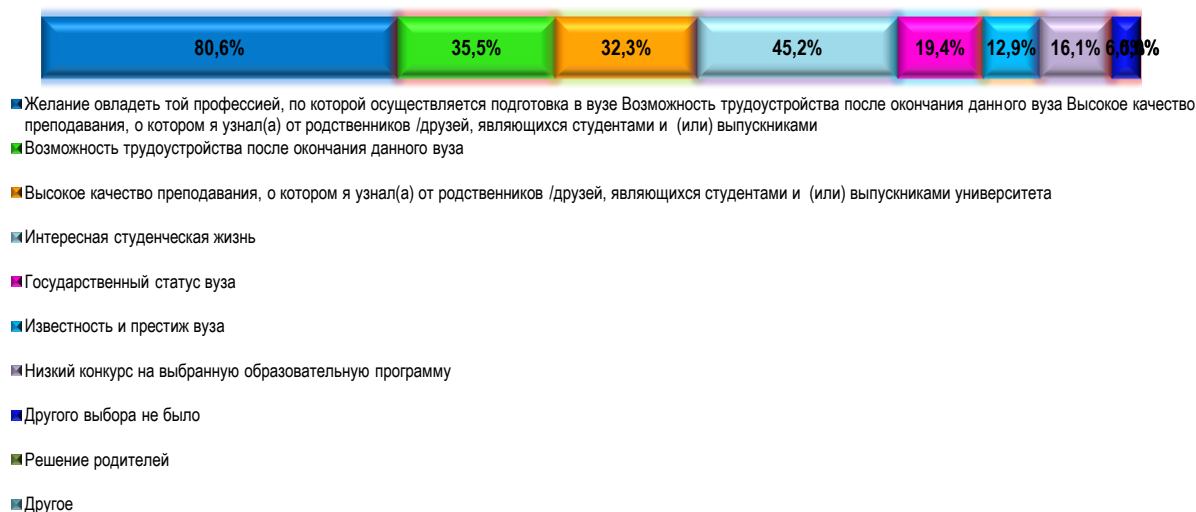 80,6% 35,5% 32,3% 45,2% 19,4% 12,9% 16,1%
Желание овладеть той профессией, по которой осуществляется подготовка в вузе Возможность трудоустройства после окончания данного вуза Высокое качество
преподавания, о котором я узнал(а) от родственников /друзей, являющихся студентами и (или) выпускниками
Возможность трудоустройства после окончания данного вуза
Высокое качество преподавания, о котором я узнал(а) от родственников /друзей, являющихся студентами и (или) выпускниками университета
Интересная студенческая жизнь
Государственный статус вуза
Известность и престиж вуза
Низкий конкурс на выбранную образовательную программу
Другого выбора не было
Решение родителей
Другое